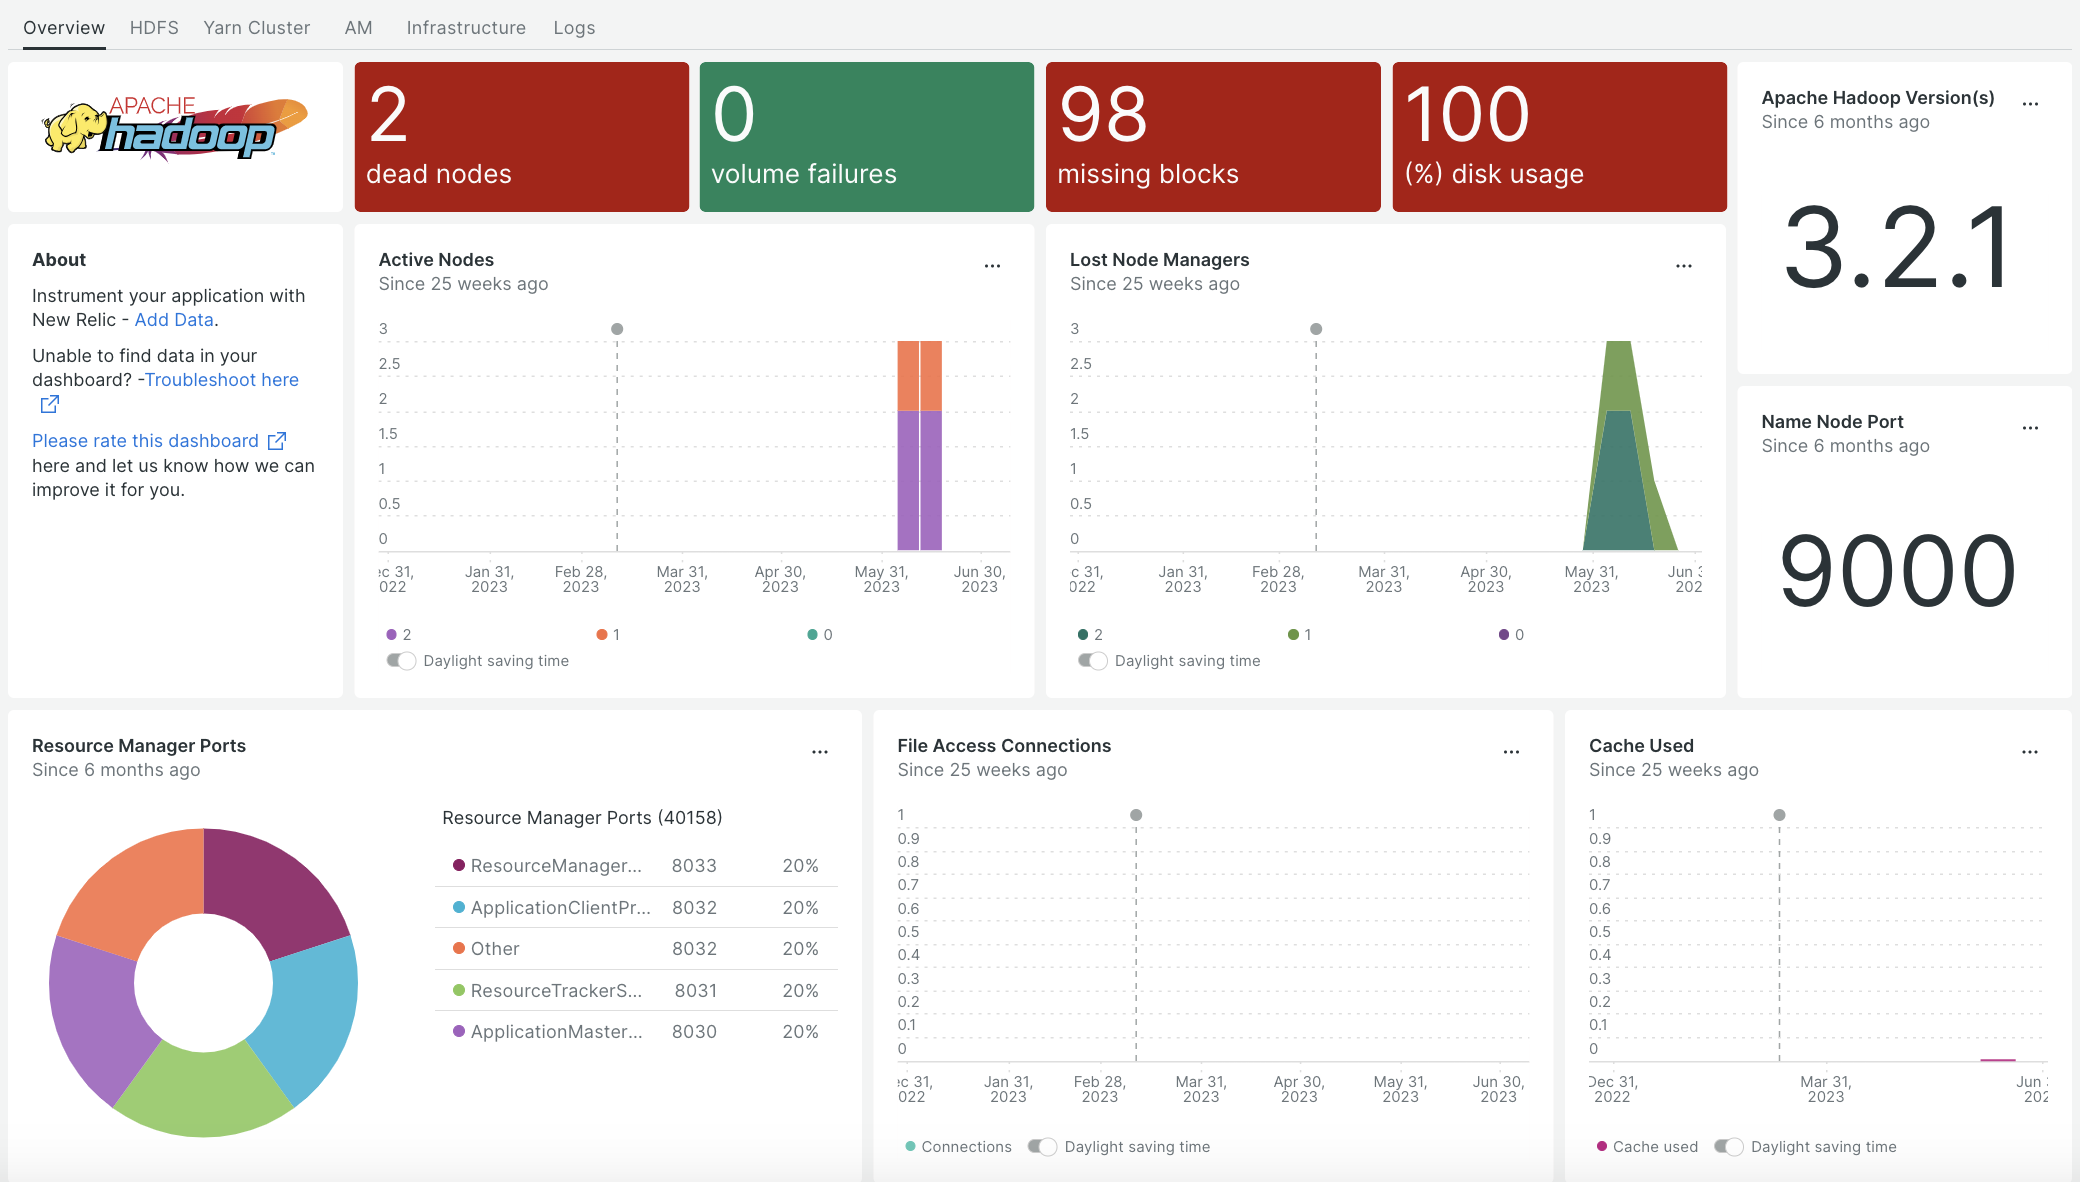 Overview HDFS Yarn Cluster AM Infrastructure Logs
APACHE
hadoop
2
dead nodes
0
volume failures
98
missing blocks
100
(%) disk usage
Apache Hadoop Version(s) ...
Since 6 months ago
3.2.1
About
Instrument your application with
New Relic - Add Data.
Unable to find data in your
dashboard? -Troubleshoot here
Please rate this dashboard
here and let us know how we can
improve it for you.
Active Nodes ...
Since 25 weeks ago
3
2.5
2
1.5
1
0.5
0
ec 31, Jan 31, Feb 28, Mar 31, Apr 30, May 31, Jun 30,
022 2023 2023 2023 2023 2023 2023
2 1 0
Daylight saving time
Lost Node Managers ...
Since 25 weeks ago
3
2.5
2
1.5
1
0.5
0
c 31, Jan 31, Feb 28, Mar 31, Apr 30, May 31, Jun 3
022 2023 2023 2023 2023 2023 202
2 1 0
Daylight saving time
Name Node Port ...
Since 6 months ago
9000
Resource Manager Ports ...
Since 6 months ago
Resource Manager Ports (40158)
ResourceManager... 8033 20%
ApplicationClientPr... 8032 20%
Other 8032 20%
ResourceTrackerS... 8031 20%
ApplicationMaster... 8030 20%
File Access Connections ...
Since 25 weeks ago
1
0.9
0.8
0.7
0.6
0.5
0.4
0.3
0.2
0.1
0
ec 31, Jan 31, Feb 28, Mar 31, Apr 30, May 31, Jun 30,
022 2023 2023 2023 2023 2023 2023
Connections Daylight saving time
Cache Used ...
Since 25 weeks ago
1
0.9
0.8
0.7
0.6
0.5
0.4
0.3
0.2
0.1
0
Dec 31, Mar 31, Jun
2022 2023 202
Cache used Daylight saving time